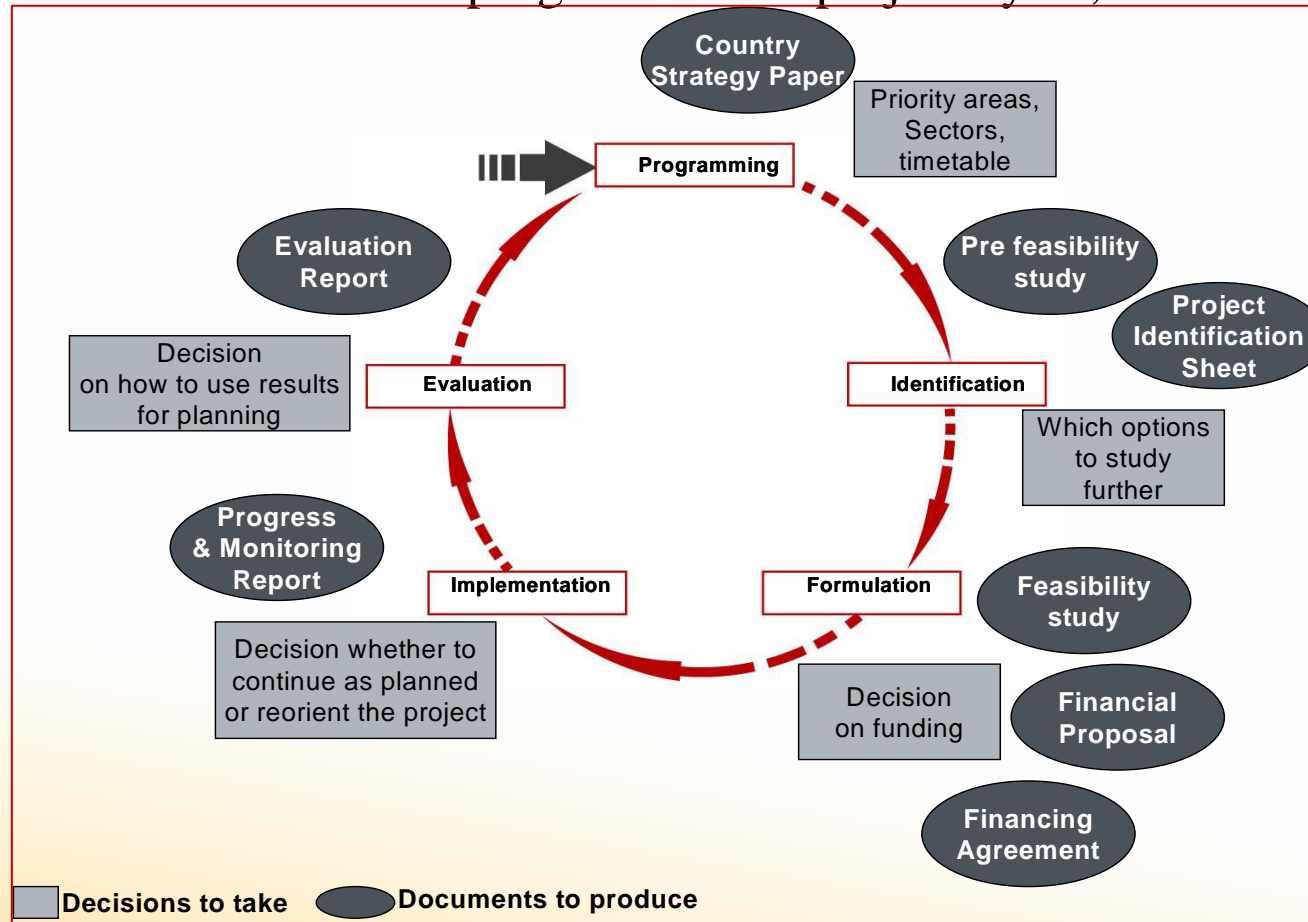 Country
Strategy Paper
Priority areas,
Sectors,
timetable
Programming
Evaluation
Report
Pre feasibility
study
Project
Identification
Sheet
Decision
on how to use results
for planning
Evaluation
Identification
Which options
to study
further
Progress
& Monitoring
Report
Implementation
Formulation
Feasibility
study
Decision whether to
continue as planned
or reorient the project
Decision
on funding
Financial
Proposal
Financing
Agreement
Decisions to take
Documents to produce